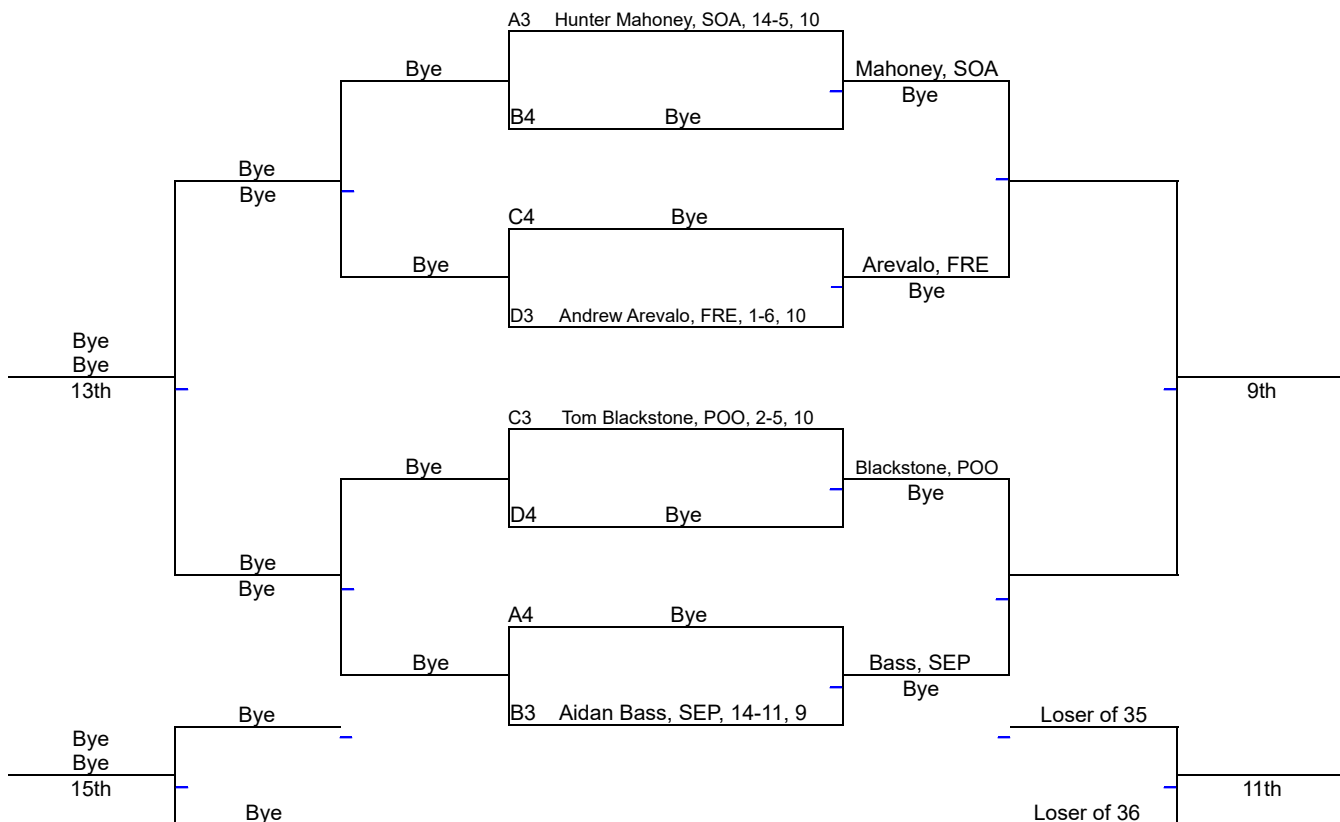 A3 Hunter Mahoney, SOA, 14-5, 10
Bye
Mahoney, SOA
Bye
B4 Bye
Bye
Bye
C4 Bye
Bye
Arevalo, FRE
Bye
D3 Andrew Arevalo, FRE, 1-6, 10
Bye
Bye
13th
9th
C3 Tom Blackstone, POO, 2-5, 10
Bye
Blackstone, POO
Bye
D4 Bye
Bye
Bye
A4 Bye
Bye
Bass, SEP
Bye
B3 Aidan Bass, SEP, 14-11, 9
Bye
Loser of 35
Bye
Bye
15th
11th
Bye
Loser of 36